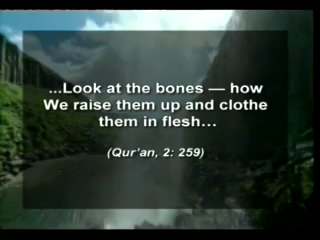 ...Look at the bones — how
We raise them up and clothe
them in flesh...
(Qur'an, 2: 259)